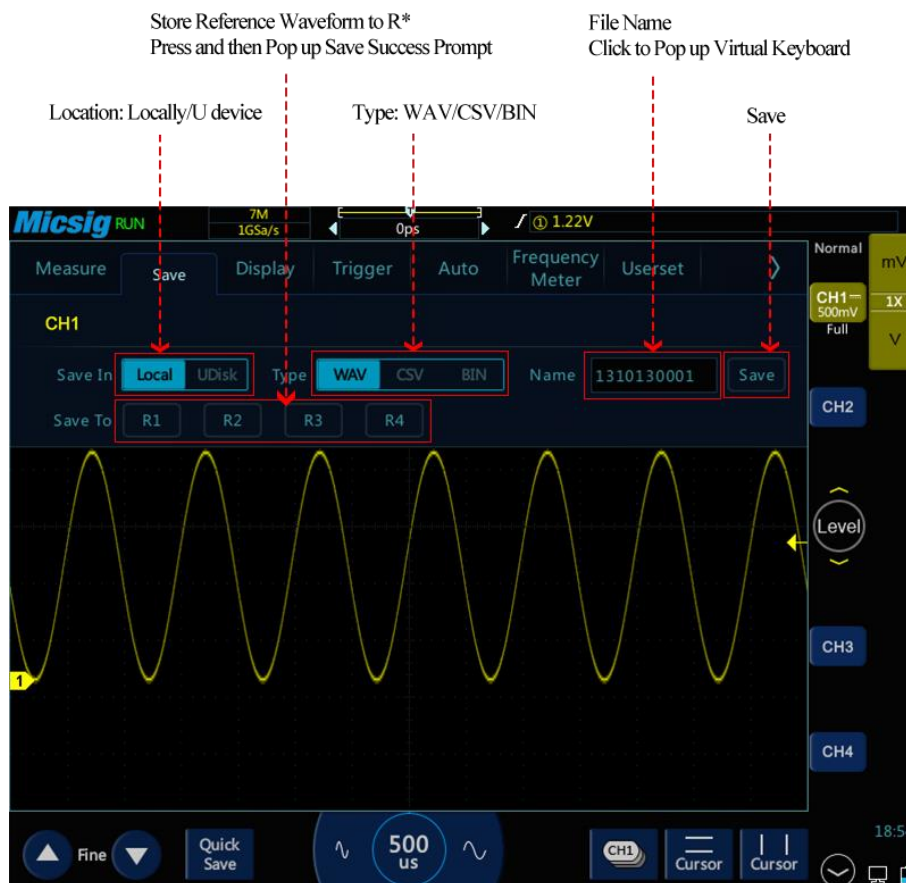 Store Reference Waveform to R*
Press and then Pop up Save Success Prompt
File Name
Click to Pop up Virtual Keyboard
Location: Locally/U device
Type: WAV/CSV/BIN
Save
Micsig RUN
7M
1GSa/s
T
0ps
① 1.22V
Measure
Save
Display
Trigger
Auto
Frequency
Meter
Userset
Normal
mV
CH1
500mV
Full
1X
V
CH1
Save In
Local
UDisk
Type
WAV
CSV
BIN
Name
1310130001
Save
Save To
R1
R2
R3
R4
CH2
Level
1
CH3
CH4
Fine
Quick
Save
500
us
CH1
Cursor
Cursor